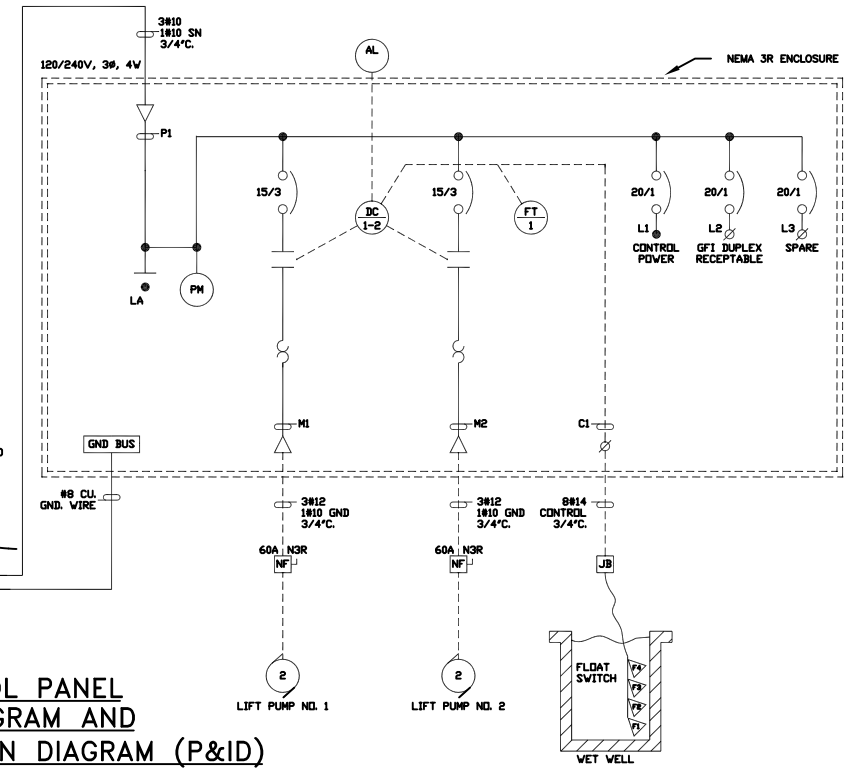 3#10
1#10 SN
3/4"C.
AL
120/240V, 3ø, 4W
NEMA 3R ENCLOSURE
P1
15/3
15/3
20/1
20/1
20/1
DC
1-2
FT
1
L1
L2
L3
CONTROL
POWER
GFI DUPLEX
RECEPTABLE
SPARE
LA
PM
M1
M2
C1
GND BUS
#8 CU.
GND. WIRE
3#12
1#10 GND
3/4"C.
3#12
1#10 GND
3/4"C.
8#14
CONTROL
3/4"C.
60A N3R
NF
60A N3R
NF
JB
2
2
LIFT PUMP NO. 1
LIFT PUMP NO. 2
FLOAT
SWITCH
F4
F3
F2
F1
WET WELL
OL PANEL
GRAM AND
N DIAGRAM (P&ID)